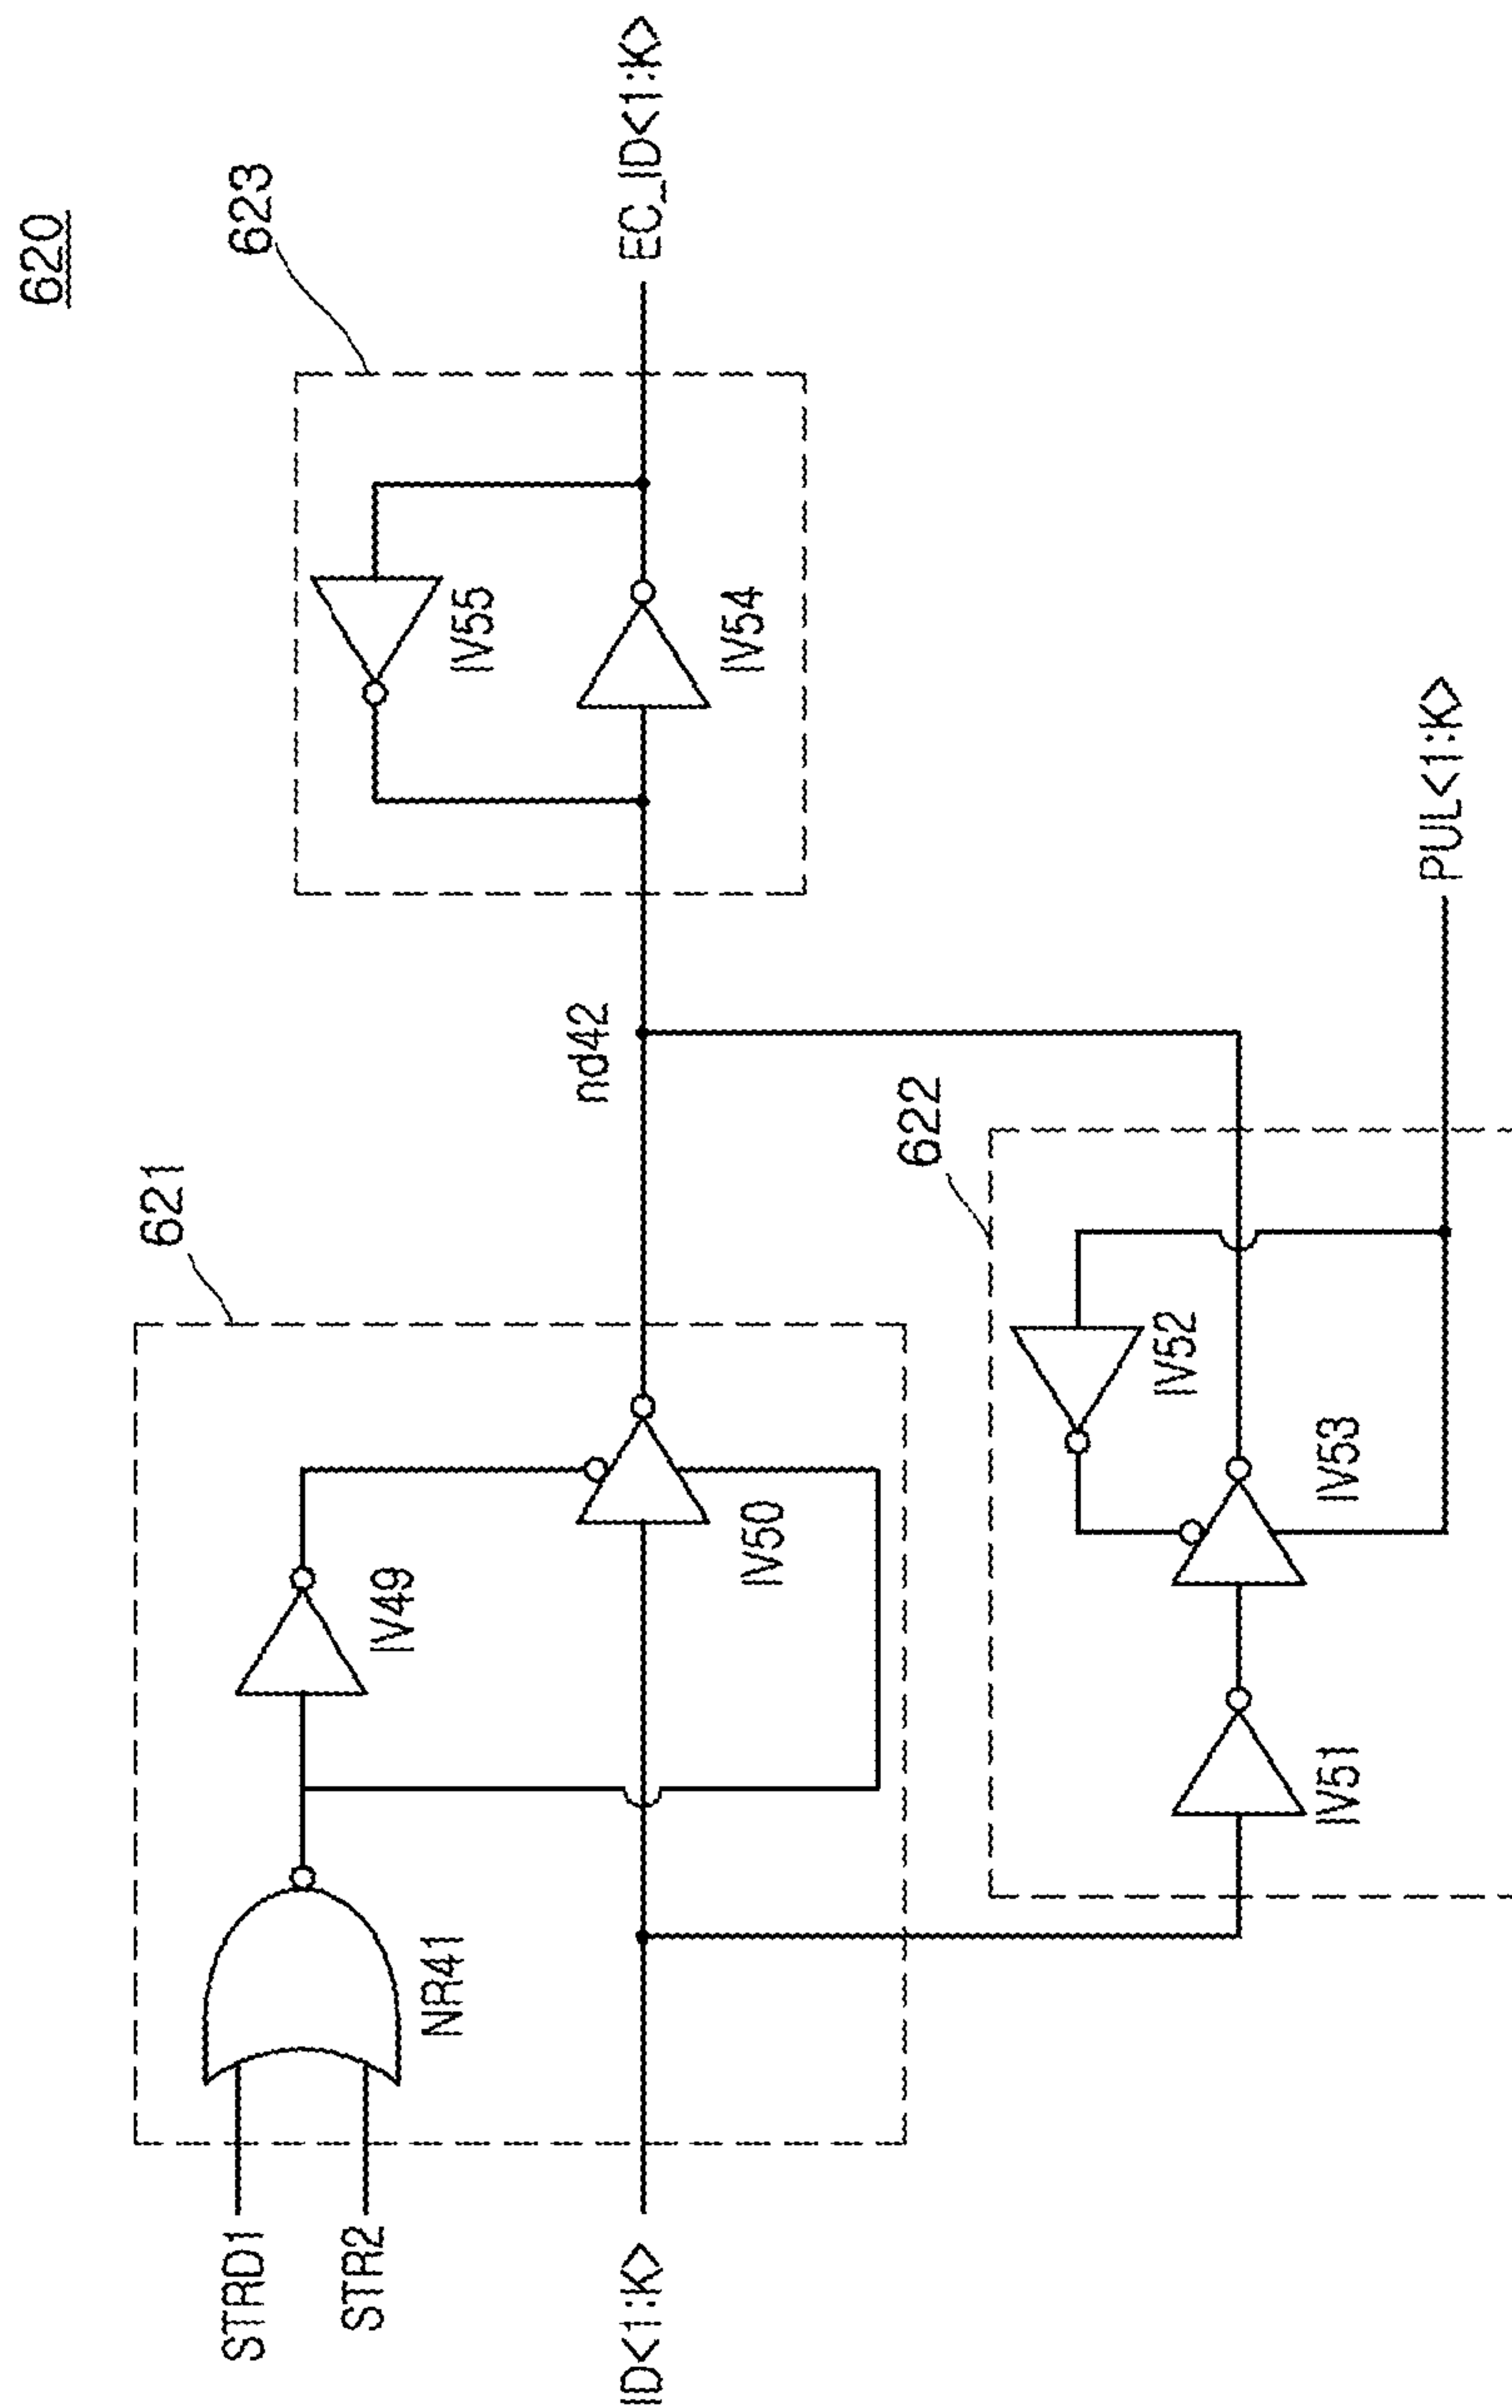 620
621
STRD1
STR2
NR41
IV49
ID<1:K>
IV50
nd42
623
IV55
IV54
EC_ID<1:K>
622
IV52
IV51
IV53
PUL<1:K>